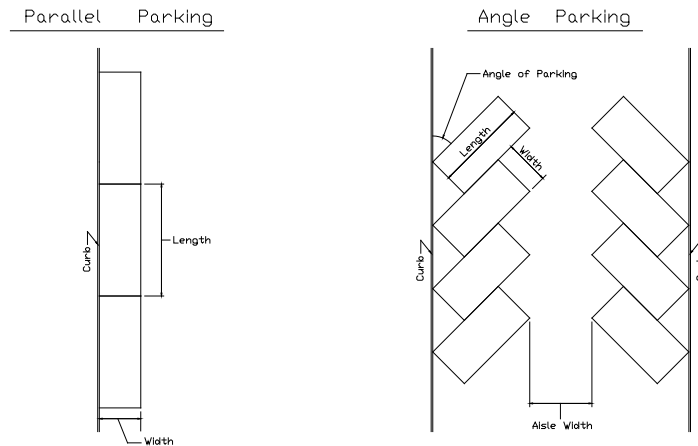 Parallel Parking
Length
Curb
Width
Angle Parking
Angle of Parking
Length
Width
Curb
Aisle Width